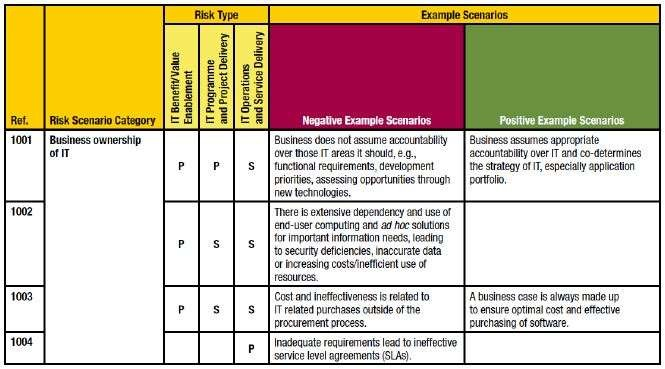 Risk Type
Example Scenarios
Ref.
Risk Scenario Category
IT Benefit/Value
Enablement
IT Programme
and Project Delivery
IT Operations
and Service Delivery
Negative Example Scenarios
Positive Example Scenarios
1001
Business ownership
of IT
P
P
S
Business does not assume accountability
over those IT areas it should, e.g.,
functional requirements, development
priorities, assessing opportunities through
new technologies.
Business assumes appropriate
accountability over IT and co-determines
the strategy of IT, especially application
portfolio.
1002
P
S
S
There is extensive dependency and use of
end-user computing and ad hoc solutions
for important information needs, leading
to security deficiencies, inaccurate data
or increasing costs/inefficient use of
resources.
1003
P
S
S
Cost and ineffectiveness is related to
IT related purchases outside of the
procurement process.
A business case is always made up
to ensure optimal cost and effective
purchasing of software.
1004
P
Inadequate requirements lead to ineffective
service level agreements (SLAs).